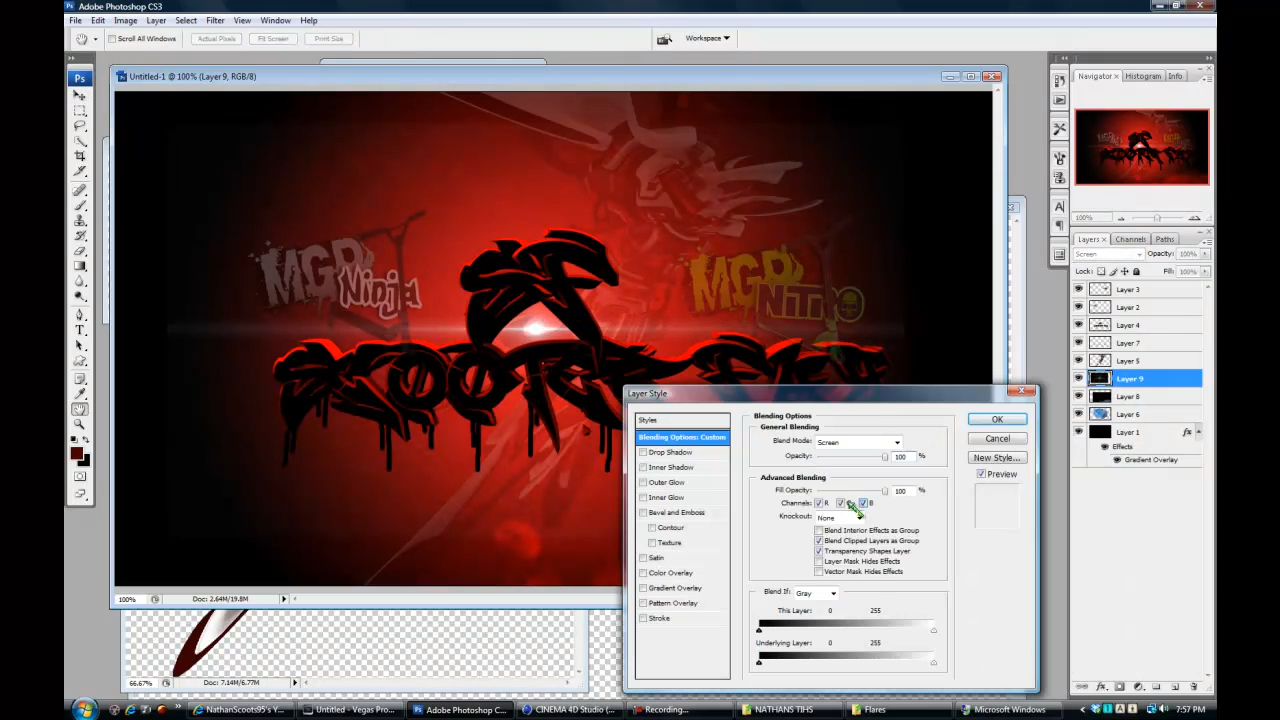 Adobe Photoshop CS3
File Edit Image Layer Select Filter View Window Help
Scroll All Windows Actual Pixels Fit Screen Print Size Workspace
Untitled-1 @ 100% (Layer 9, RGB/8)
Navigator Histogram Info
MGP Ninja
MGP NITRO
100%
Layers Channels Paths
Screen Opacity: 100%
Lock: Fill: 100%
Layer 3
Layer 2
Layer 4
Layer 7
Layer 5
Layer 9
Layer 8
Layer 6
Layer 1 fx
Effects
Gradient Overlay
Layer Style
Styles
Blending Options: Custom
Drop Shadow
Inner Shadow
Outer Glow
Inner Glow
Bevel and Emboss
Contour
Texture
Satin
Color Overlay
Gradient Overlay
Pattern Overlay
Stroke
Blending Options
General Blending
Blend Mode: Screen
Opacity: 100 %
Advanced Blending
Fill Opacity: 100 %
Channels: R B
Knockout: None
Blend Interior Effects as Group
Blend Clipped Layers as Group
Transparency Shapes Layer
Layer Mask Hides Effects
Vector Mask Hides Effects
Blend If: Gray
This Layer: 0 255
Underlying Layer: 0 255
OK
Cancel
New Style...
Preview
100% Doc: 2.64M/19.8M
66.67% Doc: 7.14M/6.77M
NathanScoots95's Y... Untitled - Vegas Pro... Adobe Photoshop C... CINEMA 4D Studio (... Recording... NATHANS TIHS Flares Microsoft Windows 7:57 PM